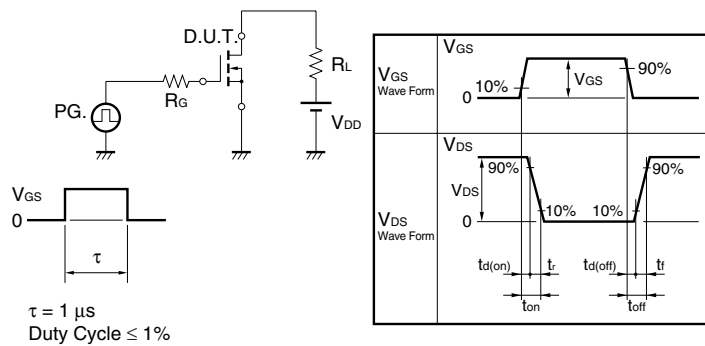 D.U.T.
RL
RG
PG.
VDD
VGS
0
τ
τ = 1 μs
Duty Cycle ≤ 1%
VGS
Wave Form
VGS
10%
0
VGS
90%
VDS
Wave Form
VDS
90%
VDS
0
10%
10%
90%
td(on)
tr
td(off)
tf
ton
toff